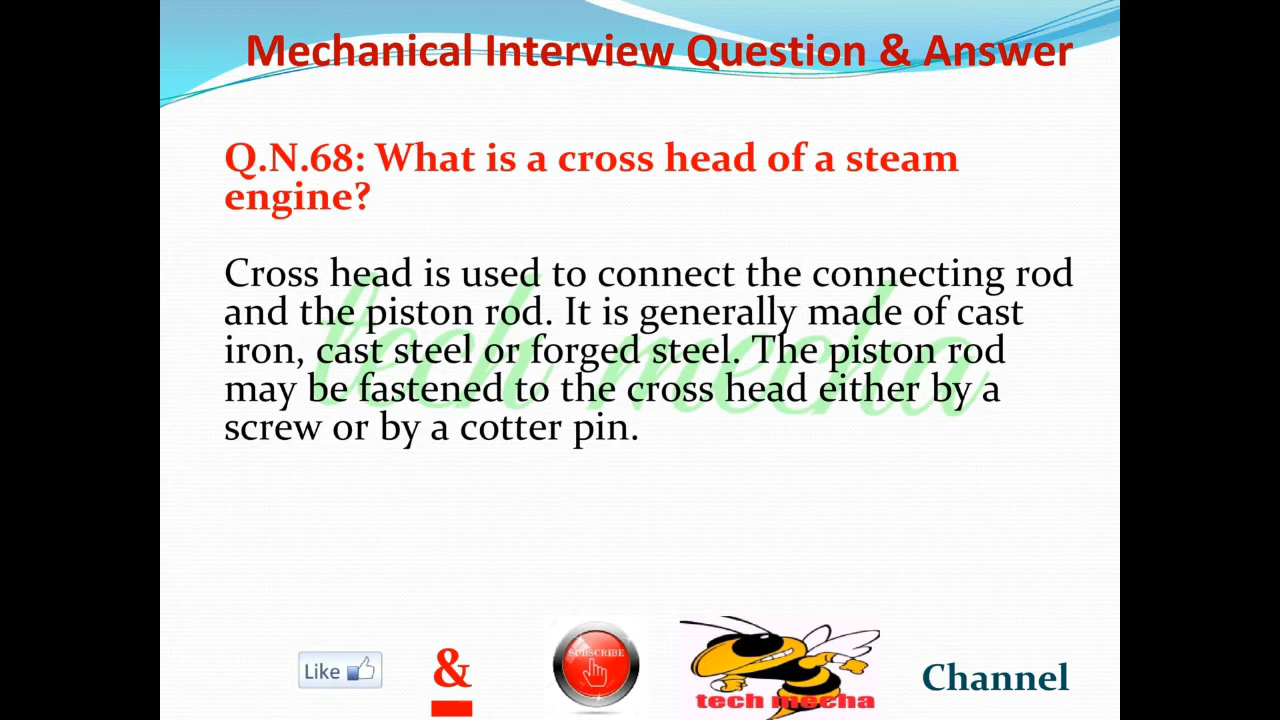 Mechanical Interview Question & Answer
Q.N.68: What is a cross head of a steam
engine?
Cross head is used to connect the connecting rod
and the piston rod. It is generally made of cast
iron, cast steel or forged steel. The piston rod
may be fastened to the cross head either by a
screw or by a cotter pin.
tech mecha
Like
&
SUBSCRIBE
tech mecha
Channel